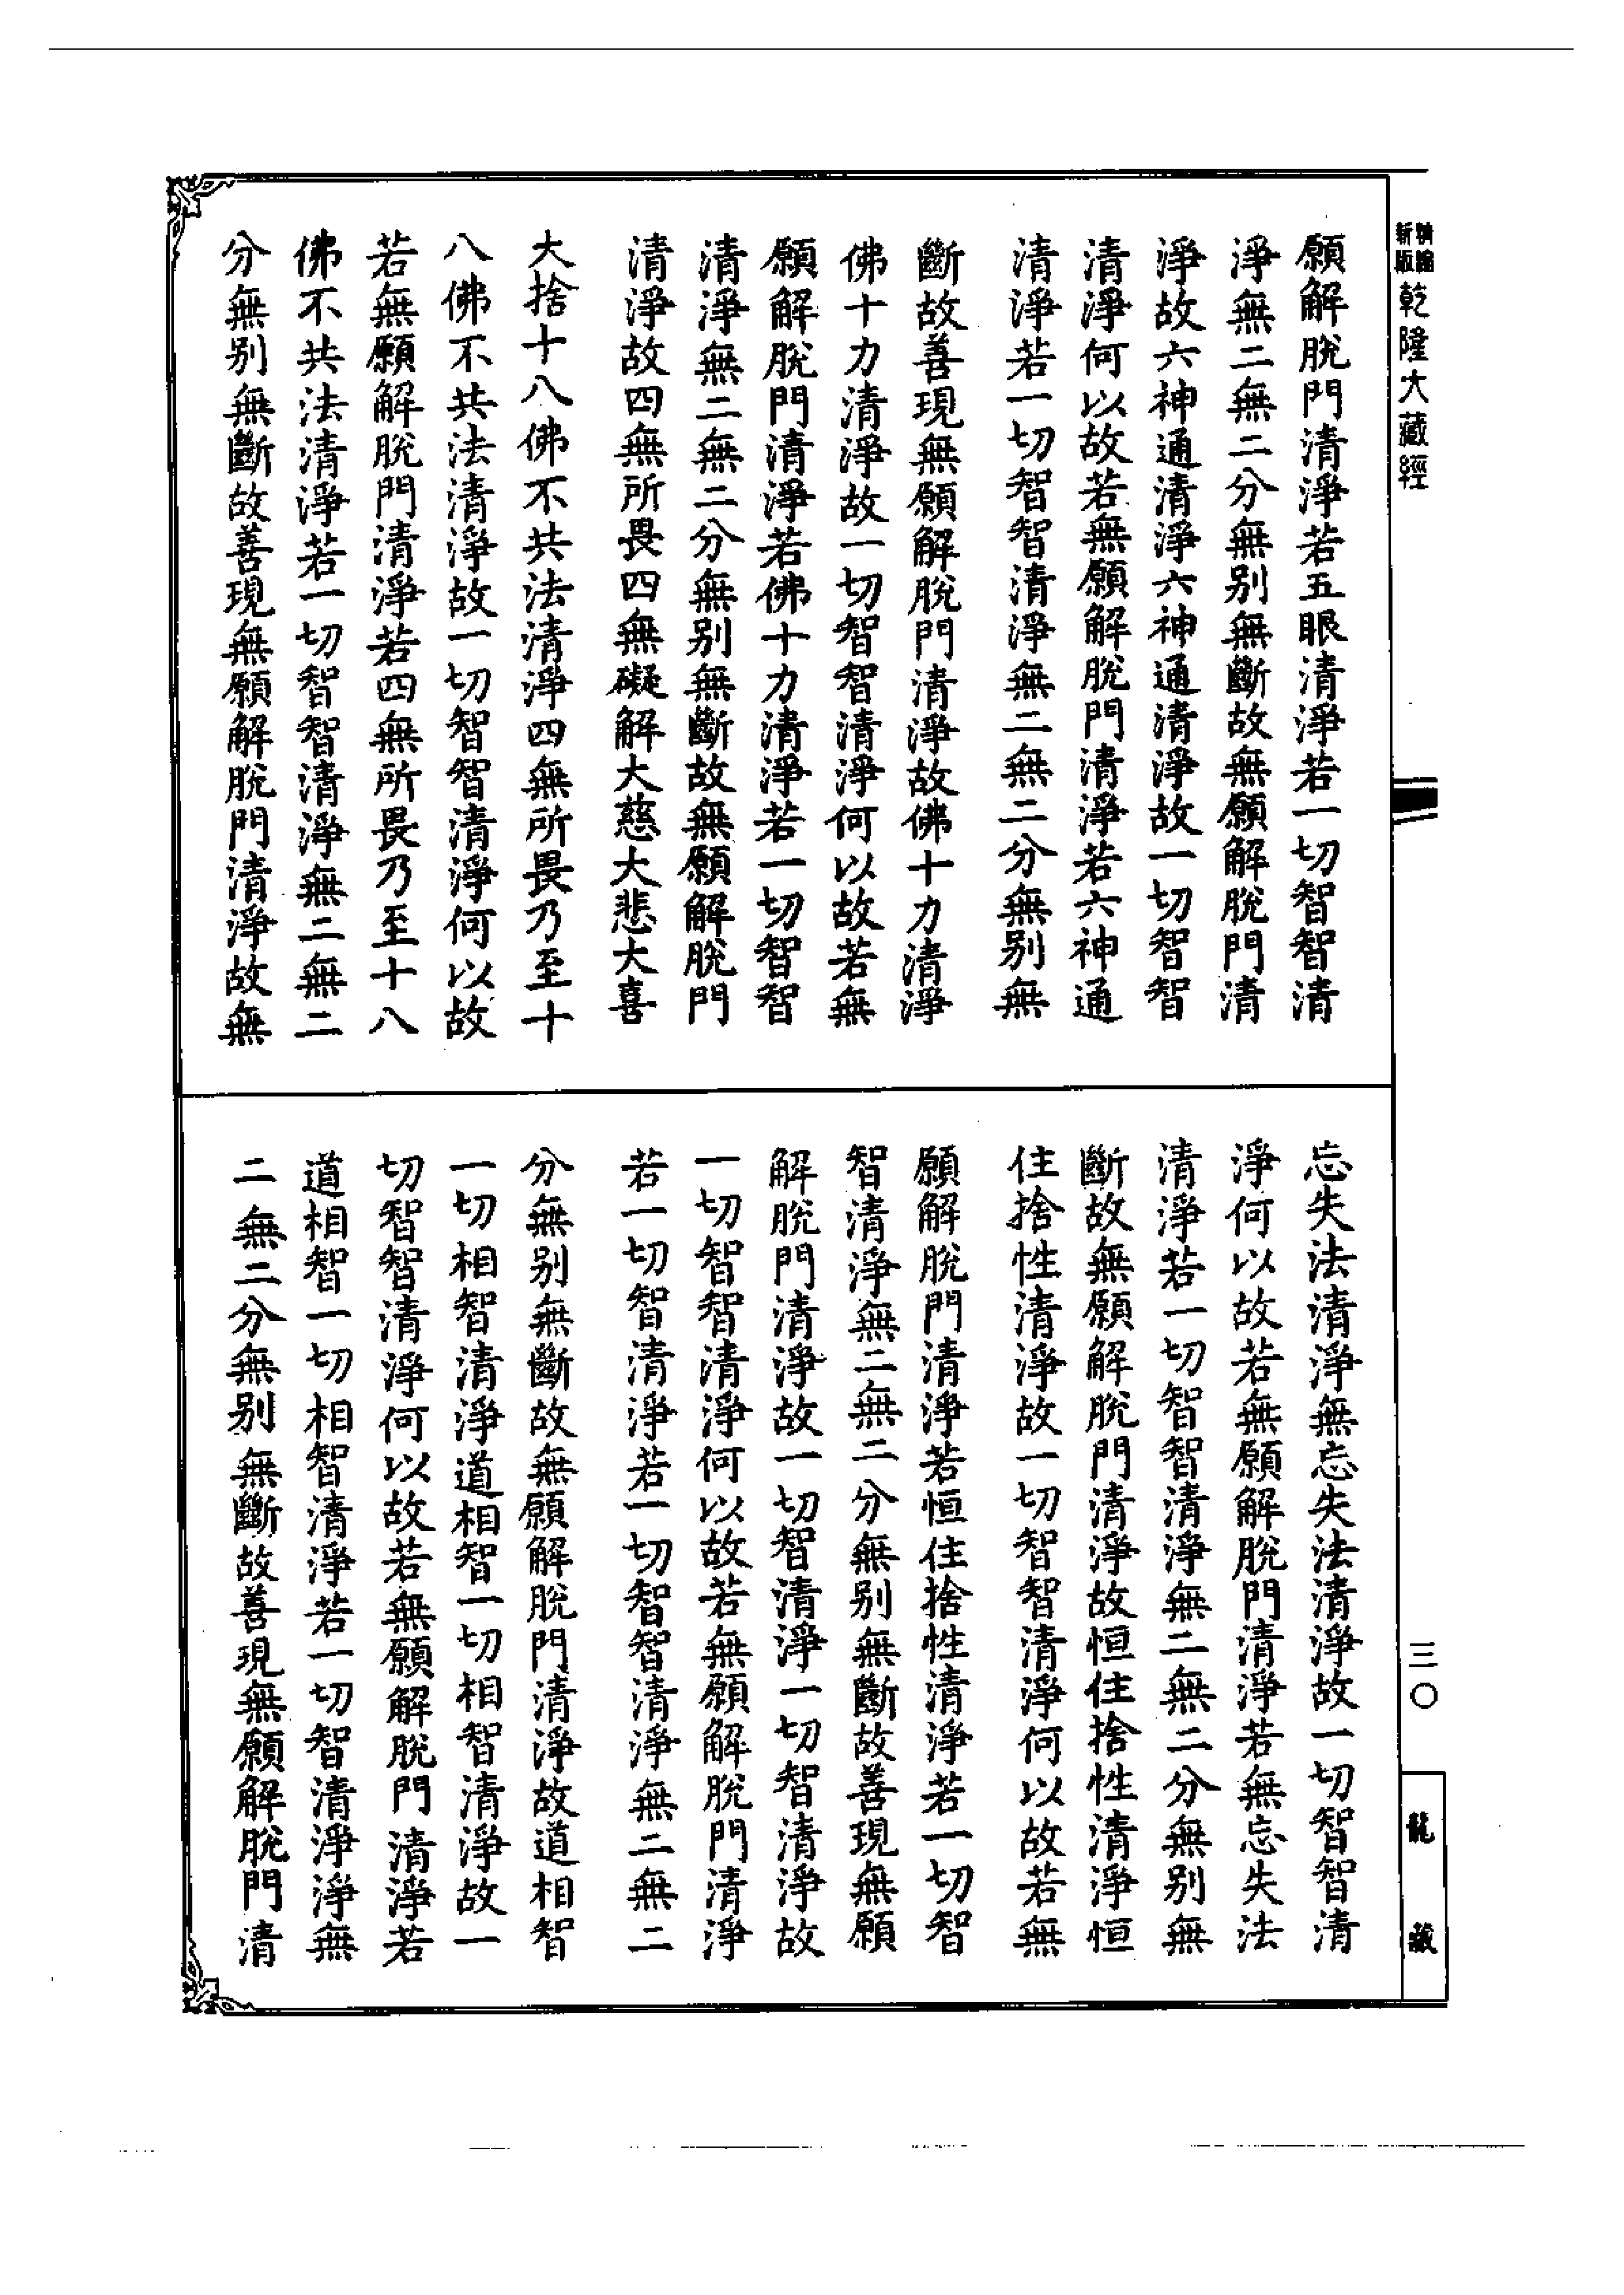 新版
精編
乾隆大藏經
三〇
龍藏
願解脫門清淨若五眼清淨若一切智智清
淨無二無二分無別無斷故無願解脫門清
淨故六神通清淨六神通清淨故一切智智
清淨何以故若無願解脫門清淨若六神通
清淨若一切智智清淨無二無二分無別無
斷故善現無願解脫門清淨故佛十力清淨
佛十力清淨故一切智智清淨何以故若無
願解脫門清淨若佛十力清淨若一切智智
清淨無二無二分無別無斷故無願解脫門
清淨故四無所畏四無礙解大慈大悲大喜
大捨十八佛不共法清淨四無所畏乃至十
八佛不共法清淨故一切智智清淨何以故
若無願解脫門清淨若四無所畏乃至十八
佛不共法清淨若一切智智清淨無二無二
分無別無斷故善現無願解脫門清淨故無
忘失法清淨無忘失法清淨故一切智智清
淨何以故若無願解脫門清淨若無忘失法
清淨若一切智智清淨無二無二分無別無
斷故無願解脫門清淨故恒住捨性清淨恒
住捨性清淨故一切智智清淨何以故若無
願解脫門清淨若恒住捨性清淨若一切智
智清淨無二無二分無別無斷故善現無願
解脫門清淨故一切智清淨一切智清淨故
一切智智清淨何以故若無願解脫門清淨
若一切智清淨若一切智智清淨無二無二
分無別無斷故無願解脫門清淨故道相智
一切相智清淨道相智一切相智清淨故一
切智智清淨何以故若無願解脫門清淨若
道相智一切相智清淨若一切智智清淨無
二無二分無別無斷故善現無願解脫門清